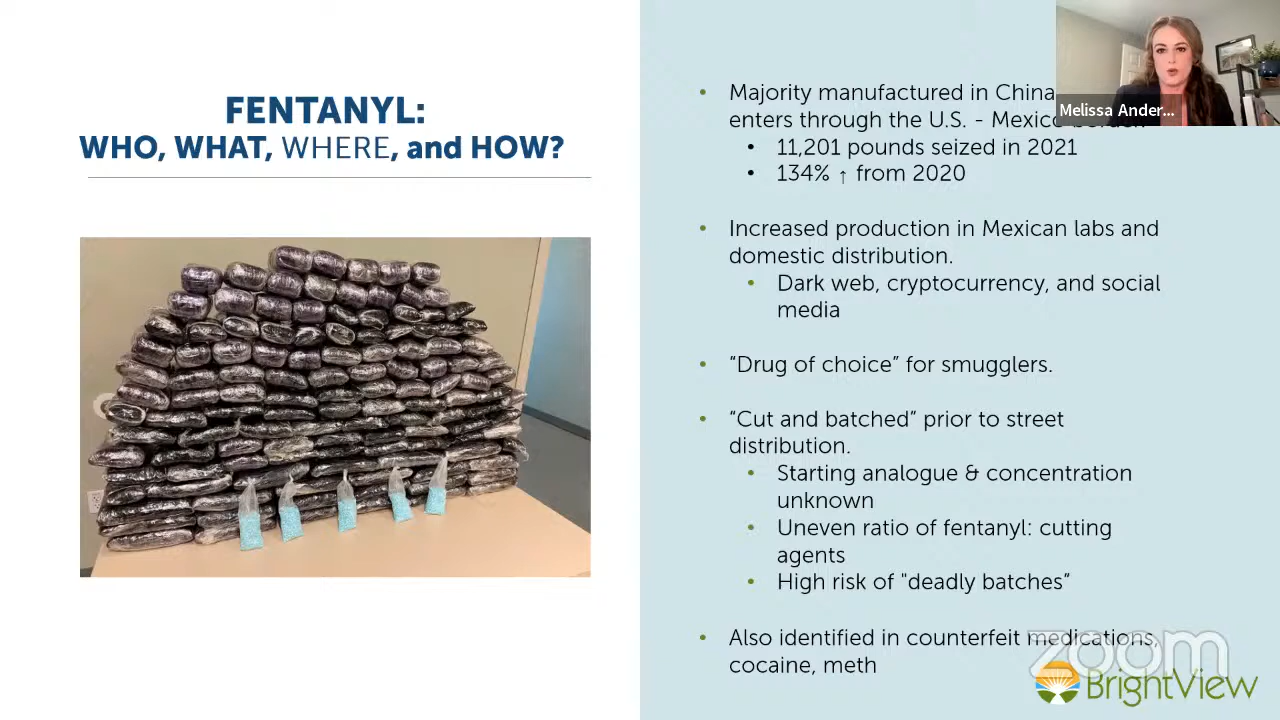 FENTANYL:
WHO, WHAT, WHERE, and HOW?
• Majority manufactured in China
enters through the U.S. - Mexico
• 11,201 pounds seized in 2021
• 134% ↑ from 2020
• Increased production in Mexican labs and
domestic distribution.
• Dark web, cryptocurrency, and social
media
• “Drug of choice” for smugglers.
• “Cut and batched” prior to street
distribution.
• Starting analogue & concentration
unknown
• Uneven ratio of fentanyl: cutting
agents
• High risk of "deadly batches”
• Also identified in counterfeit medications,
cocaine, meth
Melissa Ander...
zoom
BrightView